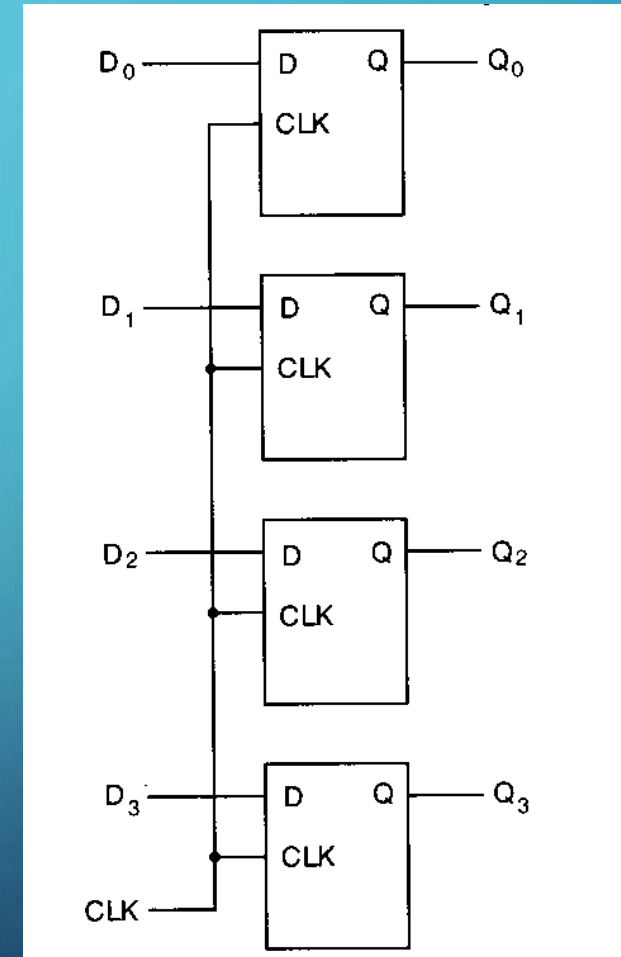 D₀ D Q Q₀
CLK
D₁ D Q Q₁
CLK
D₂ D Q Q₂
CLK
D₃ D Q Q₃
CLK
CLK